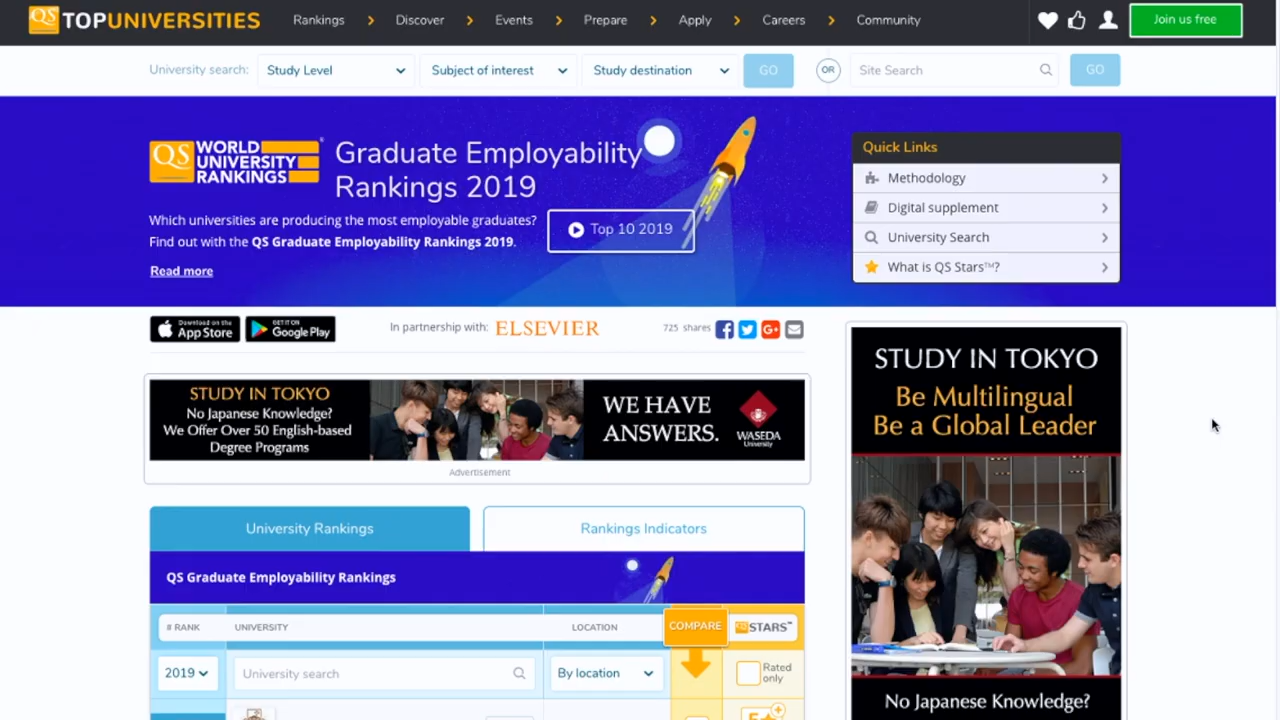 QS TOPUNIVERSITIES
Rankings
Discover
Events
Prepare
Apply
Careers
Community
Join us free
University search:
Study Level
Subject of interest
Study destination
GO
OR
Site Search
GO
QS WORLD
UNIVERSITY
RANKINGS
Graduate Employability
Rankings 2019
Which universities are producing the most employable graduates?
Find out with the QS Graduate Employability Rankings 2019.
Read more
Top 10 2019
Quick Links
Methodology
Digital supplement
University Search
What is QS Stars™?
Download on the
App Store
GET IT ON
Google Play
In partnership with: ELSEVIER
725 shares
STUDY IN TOKYO
No Japanese Knowledge?
We Offer Over 50 English-based
Degree Programs
WE HAVE
ANSWERS.
WASEDA
University
Advertisement
STUDY IN TOKYO
Be Multilingual
Be a Global Leader
No Japanese Knowledge?
University Rankings
Rankings Indicators
QS Graduate Employability Rankings
# RANK
UNIVERSITY
LOCATION
COMPARE
QS STARS™
2019
University search
By location
Rated
only
5